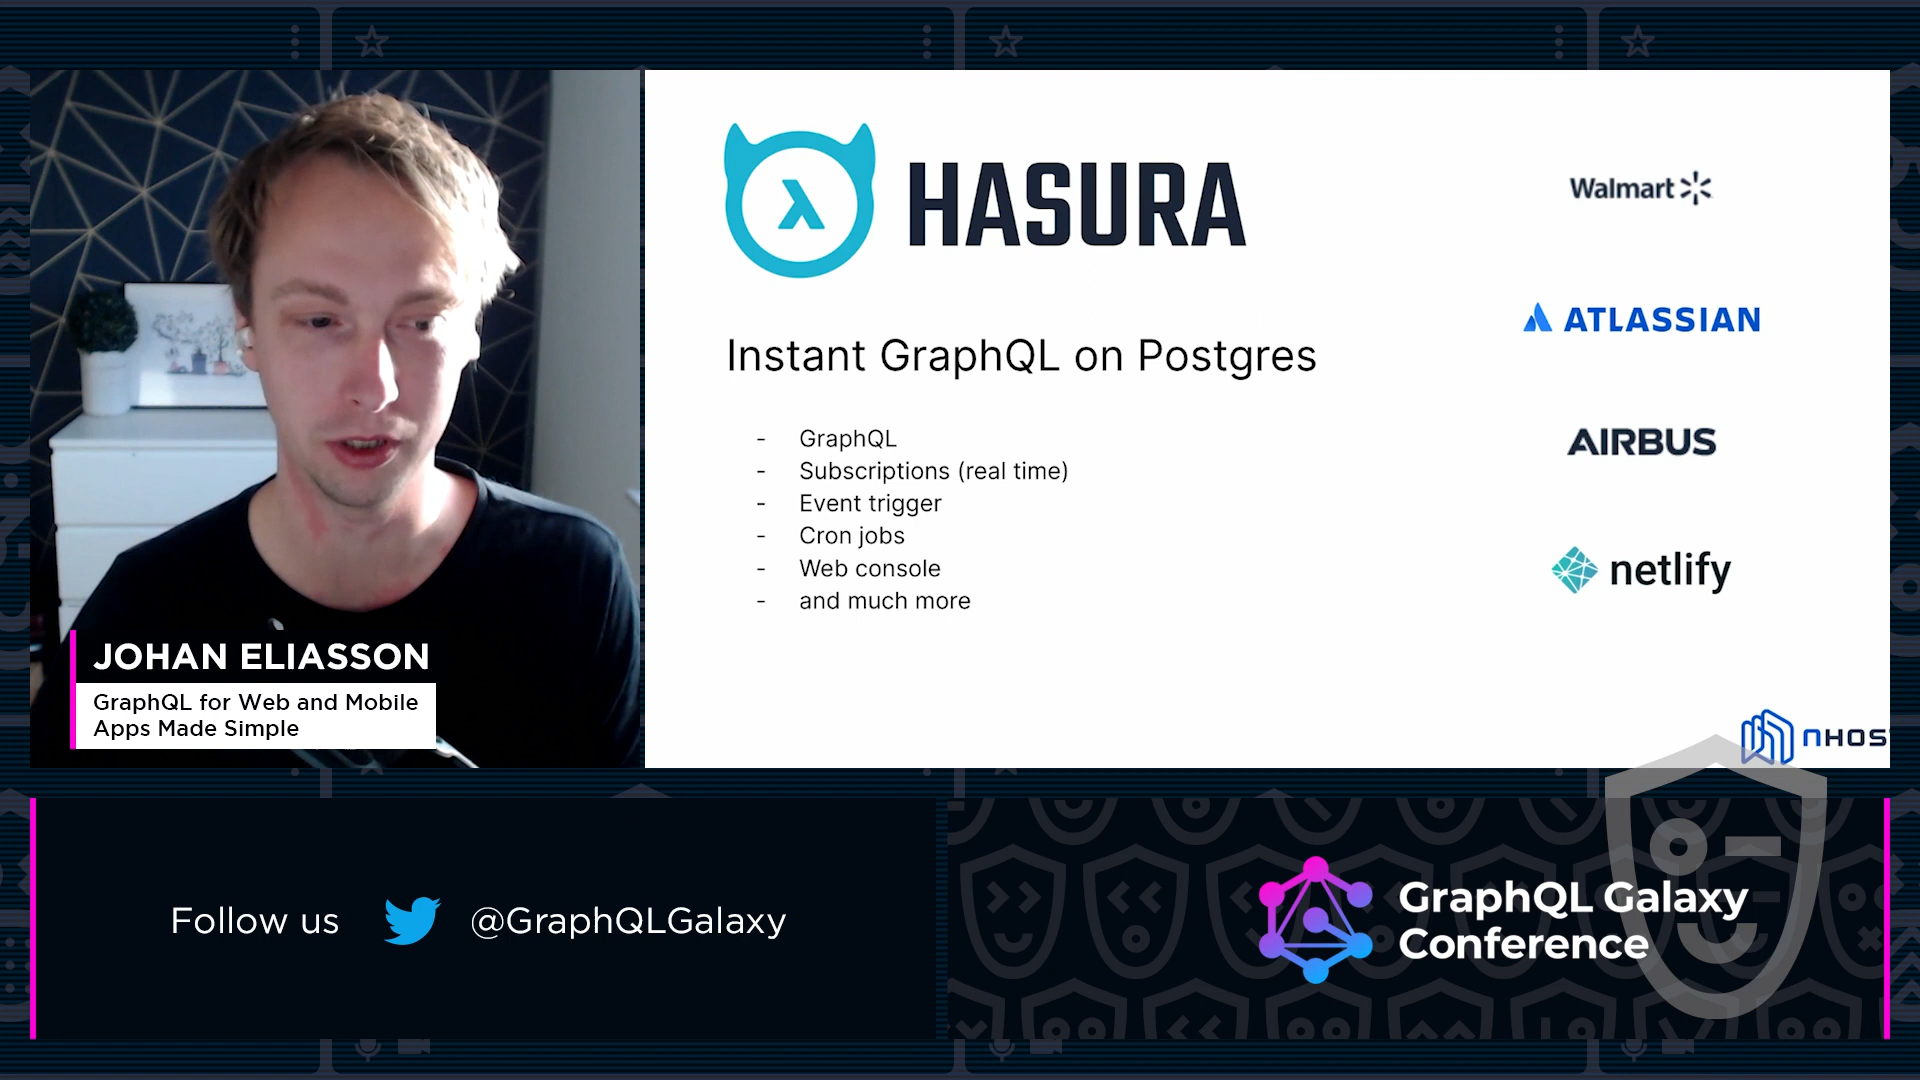 HASURA
Instant GraphQL on Postgres
- GraphQL
- Subscriptions (real time)
- Event trigger
- Cron jobs
- Web console
- and much more
Walmart
ATLASSIAN
AIRBUS
netlify
nHOS
JOHAN ELIASSON
GraphQL for Web and Mobile
Apps Made Simple
Follow us @GraphQLGalaxy
GraphQL Galaxy
Conference